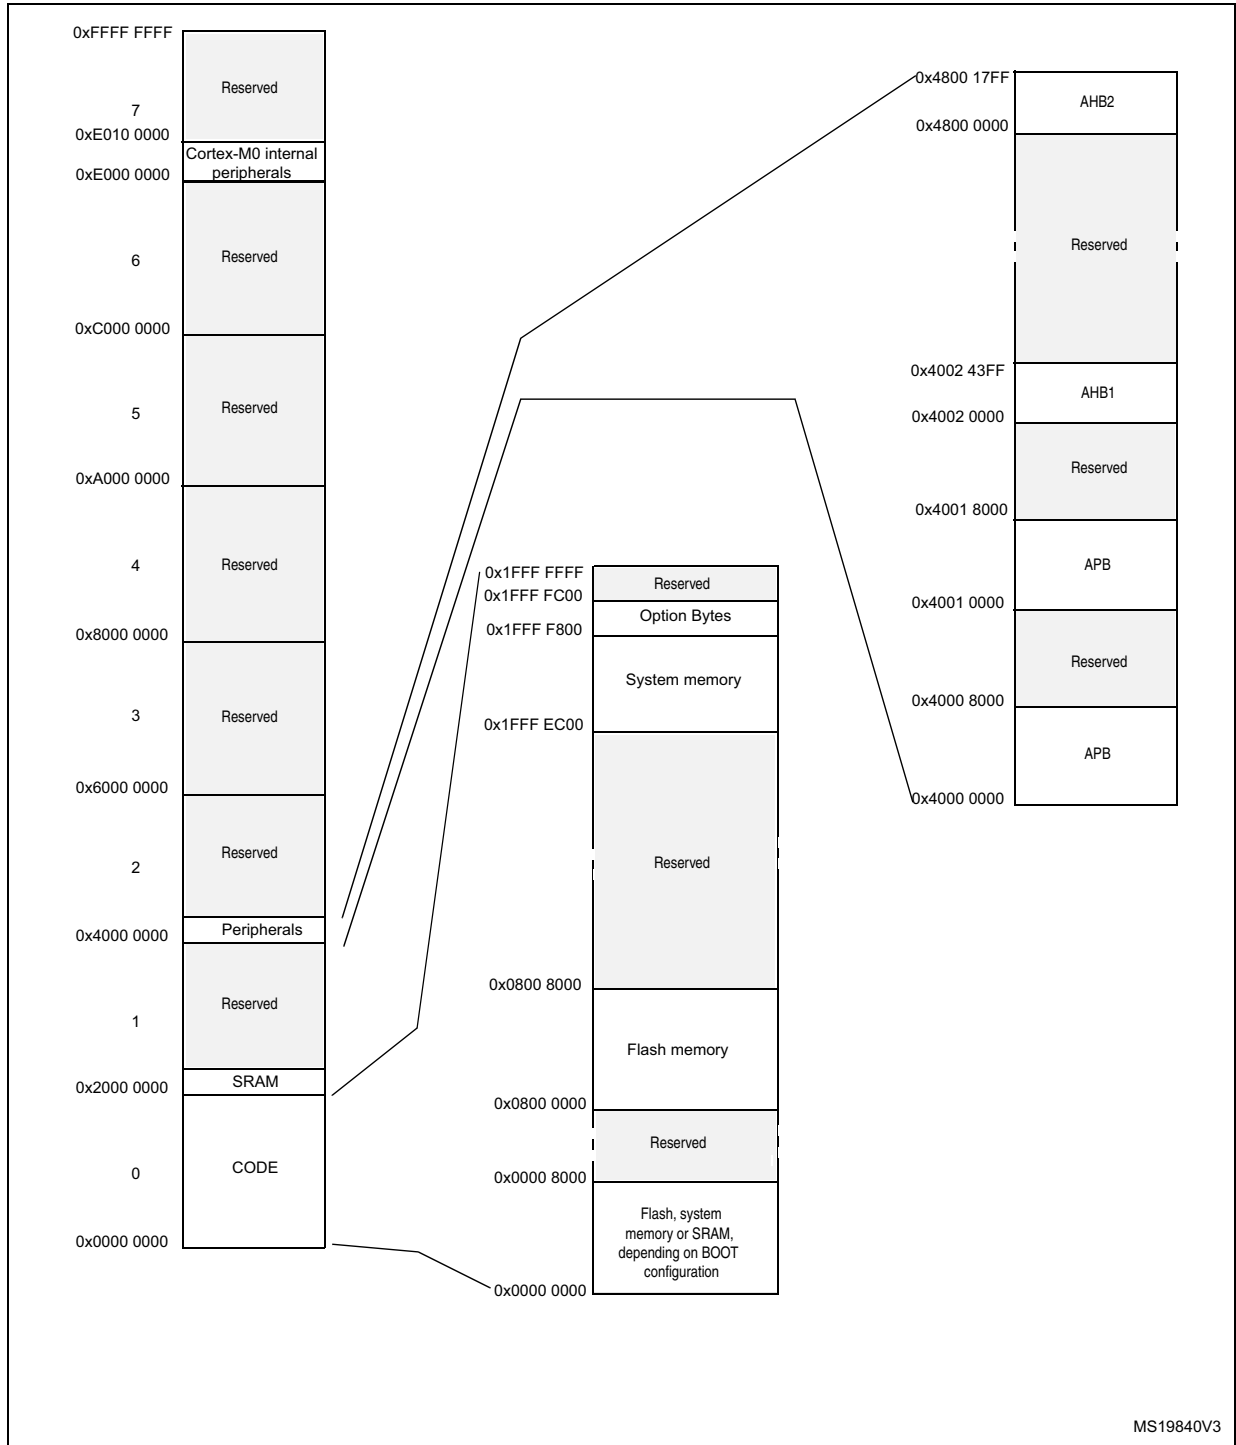 0xFFFF FFFF
Reserved
7
0xE010 0000
Cortex-M0 internal
peripherals
0xE000 0000
Reserved
6
0xC000 0000
Reserved
5
0xA000 0000
Reserved
4
0x8000 0000
Reserved
3
0x6000 0000
Reserved
2
Peripherals
0x4000 0000
Reserved
1
SRAM
0x2000 0000
CODE
0
0x0000 0000
0x1FFF FFFF
Reserved
0x1FFF FC00
Option Bytes
0x1FFF F800
System memory
0x1FFF EC00
Reserved
0x0800 8000
Flash memory
0x0800 0000
Reserved
0x0000 8000
Flash, system
memory or SRAM,
depending on BOOT
configuration
0x0000 0000
0x4800 17FF
AHB2
0x4800 0000
Reserved
0x4002 43FF
AHB1
0x4002 0000
Reserved
0x4001 8000
APB
0x4001 0000
Reserved
0x4000 8000
APB
0x4000 0000
MS19840V3